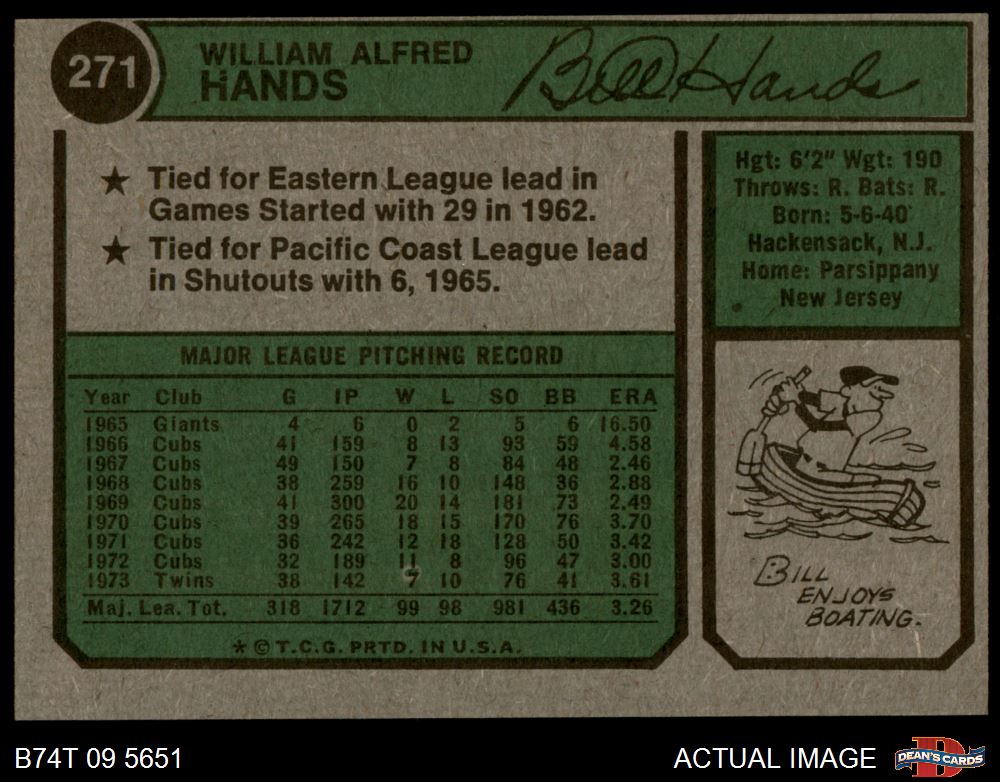 271
WILLIAM ALFRED
HANDS
Bill Hands
★ Tied for Eastern League lead in
Games Started with 29 in 1962.
★ Tied for Pacific Coast League lead
in Shutouts with 6, 1965.
Hgt: 6'2" Wgt: 190
Throws: R. Bats: R.
Born: 5-6-40
Hackensack, N.J.
Home: Parsippany
New Jersey
MAJOR LEAGUE PITCHING RECORD
Year Club G IP W L SO BB ERA
1965 Giants 4 6 0 2 5 6 16.50
1966 Cubs 41 159 8 13 93 59 4.58
1967 Cubs 49 150 7 8 84 48 2.46
1968 Cubs 38 259 16 10 148 36 2.88
1969 Cubs 41 300 20 14 181 73 2.49
1970 Cubs 39 265 18 15 170 76 3.70
1971 Cubs 36 242 12 18 128 50 3.42
1972 Cubs 32 189 11 8 96 47 3.00
1973 Twins 38 142 7 10 76 41 3.61
Maj. Lea. Tot. 318 1712 99 98 981 436 3.26
* © T.C.G. PRTD. IN U.S.A.
BILL
ENJOYS
BOATING.
B74T 09 5651
ACTUAL IMAGE
DEAN'S CARDS